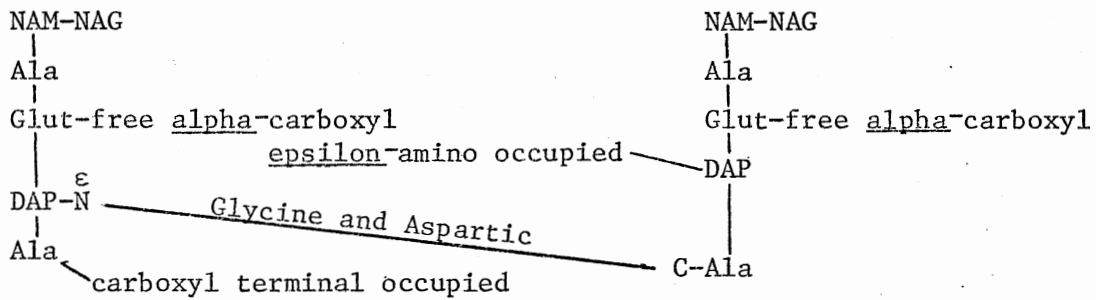 NAM-NAG NAM-NAG
Ala Ala
Glut-free alpha-carboxyl Glut-free alpha-carboxyl
epsilon-amino occupied DAP
ε
DAP-N Glycine and Aspartic
Ala C-Ala
carboxyl terminal occupied